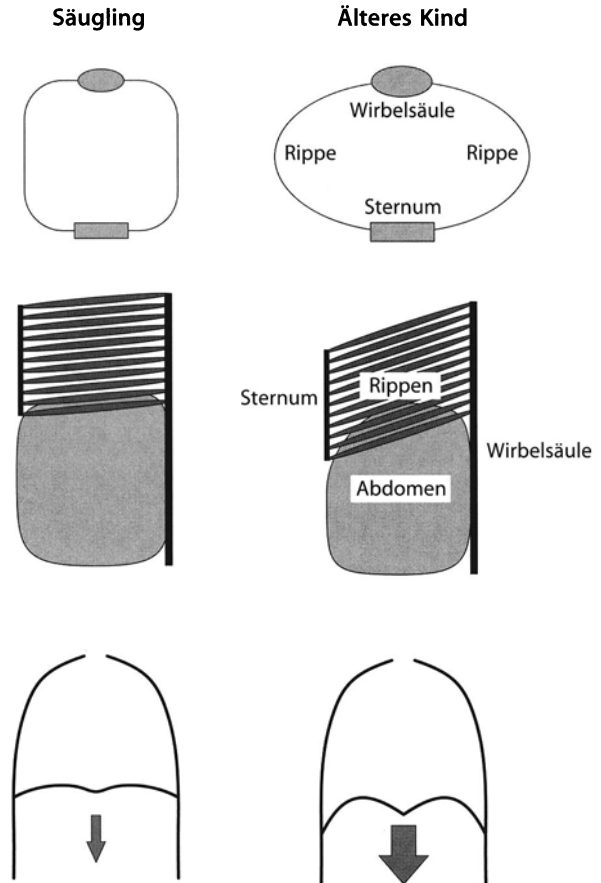 Säugling
Älteres Kind
Wirbelsäule
Rippe
Rippe
Sternum
Rippen
Sternum
Wirbelsäule
Abdomen